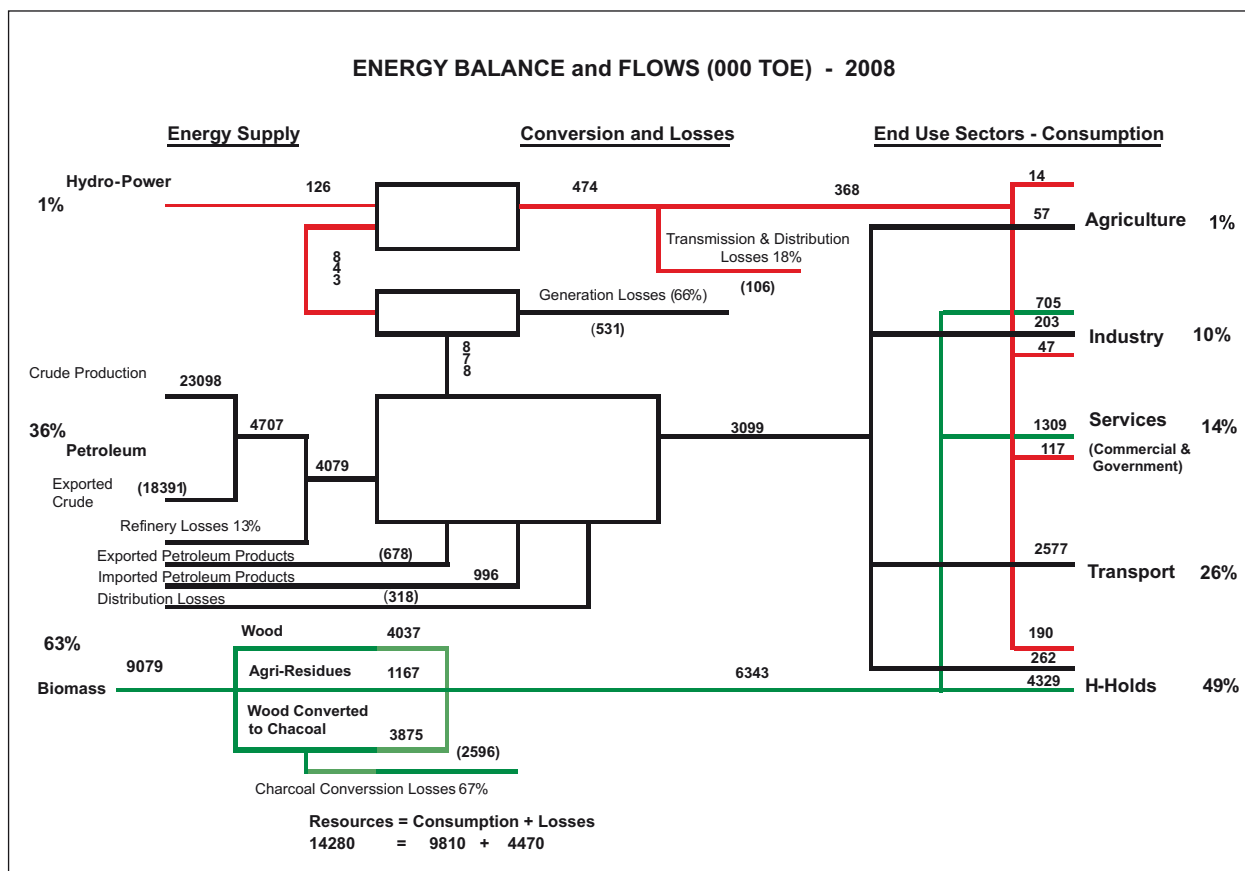 ENERGY BALANCE and FLOWS (000 TOE) - 2008
Energy Supply
Conversion and Losses
End Use Sectors - Consumption
Hydro-Power
1%
126
474
368
14
57
Agriculture 1%
Transmission & Distribution
Losses 18%
(106)
8
4
3
Generation Losses (66%)
(531)
705
203
47
Industry 10%
8
7
8
Crude Production
23098
36%
Petroleum
4707
4079
3099
Exported
Crude
(18391)
Refinery Losses 13%
1309
117
Services 14%
(Commercial &
Government)
Exported Petroleum Products (678)
Imported Petroleum Products 996
Distribution Losses (318)
2577
Transport 26%
63%
9079
Biomass
Wood 4037
Agri-Residues 1167
Wood Converted
to Chacoal 3875
(2596)
Charcoal Converssion Losses 67%
6343
190
262
4329
H-Holds 49%
Resources = Consumption + Losses
14280 = 9810 + 4470